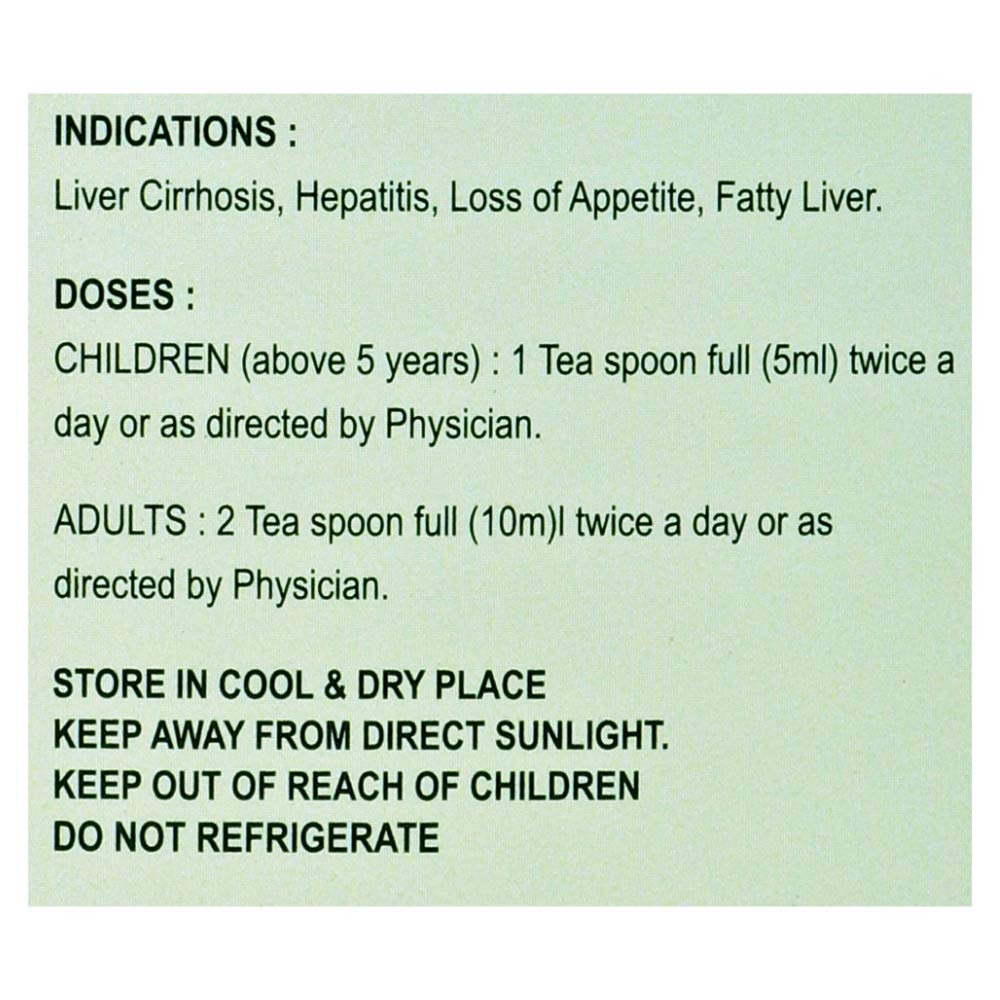 INDICATIONS :
Liver Cirrhosis, Hepatitis, Loss of Appetite, Fatty Liver.
DOSES :
CHILDREN (above 5 years) : 1 Tea spoon full (5ml) twice a
day or as directed by Physician.
ADULTS : 2 Tea spoon full (10m)l twice a day or as
directed by Physician.
STORE IN COOL & DRY PLACE
KEEP AWAY FROM DIRECT SUNLIGHT.
KEEP OUT OF REACH OF CHILDREN
DO NOT REFRIGERATE